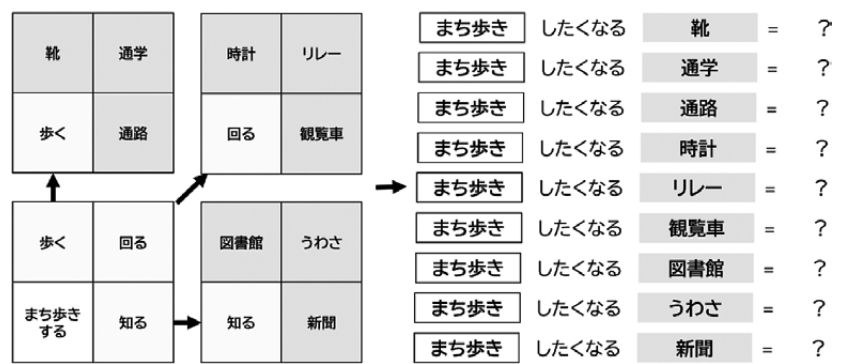 靴 通学
歩く 通路
時計 リレー
回る 観覧車
歩く 回る
まち歩き
する
知る
図書館 うわさ
知る 新聞
まち歩き したくなる 靴 = ?
まち歩き したくなる 通学 = ?
まち歩き したくなる 通路 = ?
まち歩き したくなる 時計 = ?
まち歩き したくなる リレー = ?
まち歩き したくなる 観覧車 = ?
まち歩き したくなる 図書館 = ?
まち歩き したくなる うわさ = ?
まち歩き したくなる 新聞 = ?